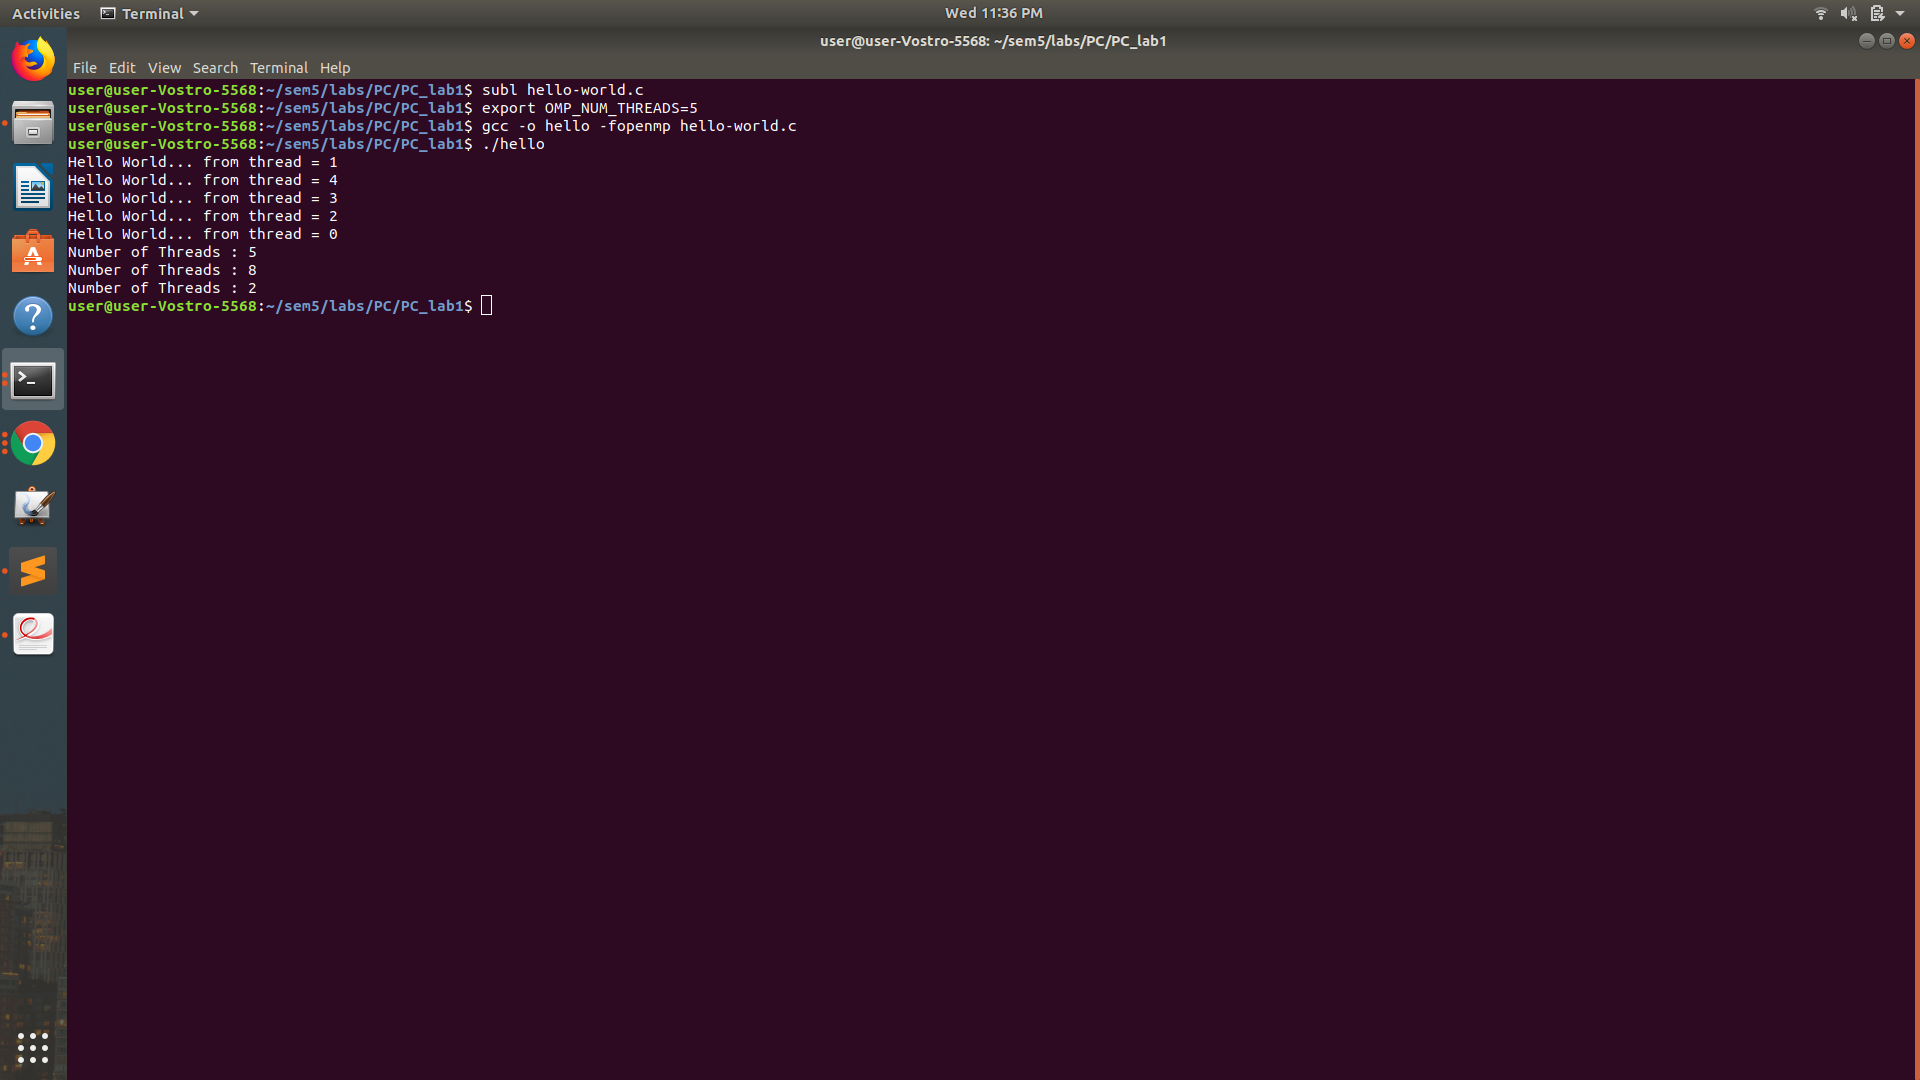 Activities Terminal Wed 11:36 PM
user@user-Vostro-5568: ~/sem5/labs/PC/PC_lab1
File Edit View Search Terminal Help
user@user-Vostro-5568:~/sem5/labs/PC/PC_lab1$ subl hello-world.c
user@user-Vostro-5568:~/sem5/labs/PC/PC_lab1$ export OMP_NUM_THREADS=5
user@user-Vostro-5568:~/sem5/labs/PC/PC_lab1$ gcc -o hello -fopenmp hello-world.c
user@user-Vostro-5568:~/sem5/labs/PC/PC_lab1$ ./hello
Hello World... from thread = 1
Hello World... from thread = 4
Hello World... from thread = 3
Hello World... from thread = 2
Hello World... from thread = 0
Number of Threads : 5
Number of Threads : 8
Number of Threads : 2
user@user-Vostro-5568:~/sem5/labs/PC/PC_lab1$